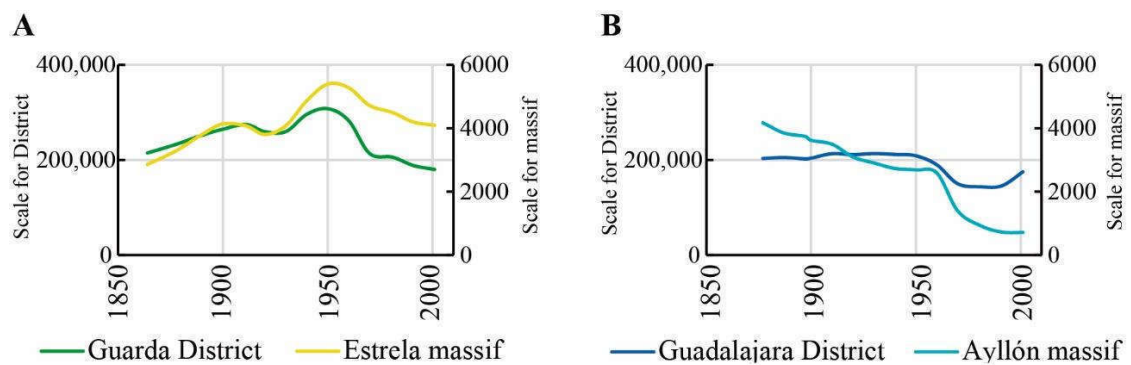 A
400,000
200,000
0
Scale for District
6000
4000
2000
0
Scale for massif
1850
1900
1950
2000
Guarda District
Estrela massif
B
400,000
200,000
0
Scale for District
6000
4000
2000
0
Scale for massif
1850
1900
1950
2000
Guadalajara District
Ayllón massif